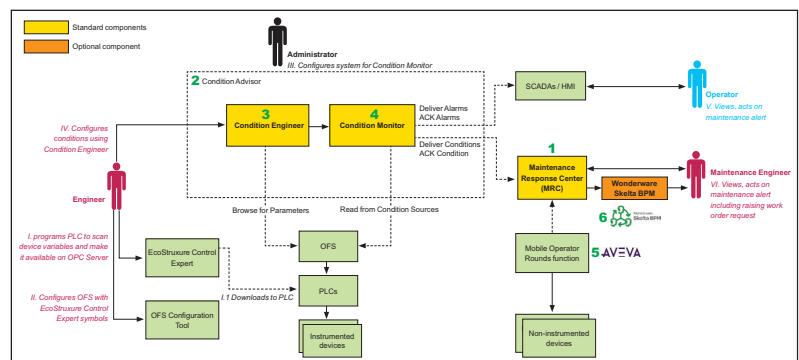 Standard components
Optional component
Administrator
III. Configures system for Condition Monitor
2 Condition Advisor
3
Condition Engineer
4
Condition Monitor
Deliver Alarms
ACK Alarms
Deliver Conditions
ACK Condition
SCADAs / HMI
Operator
V. Views, acts on
maintenance alert
IV. Configures
conditions using
Condition Engineer
Engineer
1
Maintenance
Response Center
(MRC)
Wonderware
Skelta BPM
Maintenance Engineer
VI. Views, acts on
maintenance alert
including raising work
order request
6
Skelta BPM
Browse for Parameters
Read from Condition Sources
I. programs PLC to scan
device variables and make
it available on OPC Server
EcoStruxure Control
Expert
OFS
Mobile Operator
Rounds function
5 AVEVA
I.1 Downloads to PLC
PLCs
II. Configures OFS with
EcoStruxure Control
Expert symbols
OFS Configuration
Tool
Instrumented
devices
Non-instrumented
devices